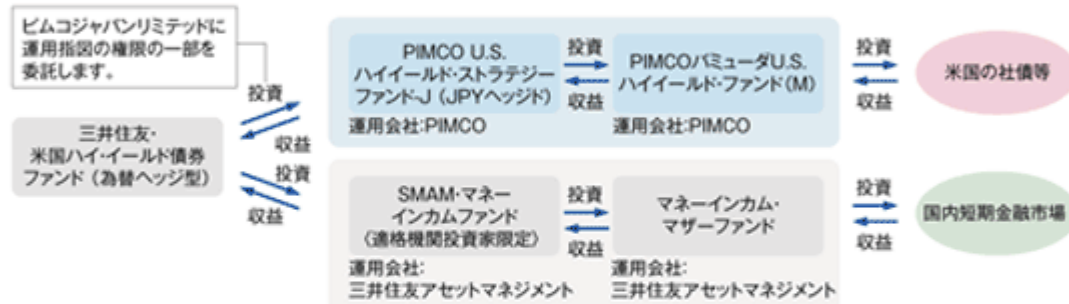 ピムコジャパンリミテッドに
運用指図の権限の一部を
委託します。
三井住友・
米国ハイ・イールド債券
ファンド（為替ヘッジ型）
投資
収益
投資
収益
PIMCO U.S.
ハイイールド・ストラテジー
ファンド-J（JPYヘッジド）
運用会社:PIMCO
投資
収益
PIMCOバミューダU.S.
ハイイールド・ファンド（M）
運用会社:PIMCO
投資
収益
米国の社債等
SMAM・マネー
インカムファンド
（適格機関投資家限定）
運用会社:
三井住友アセットマネジメント
投資
収益
マネーインカム・
マザーファンド
運用会社:
三井住友アセットマネジメント
投資
収益
国内短期金融市場